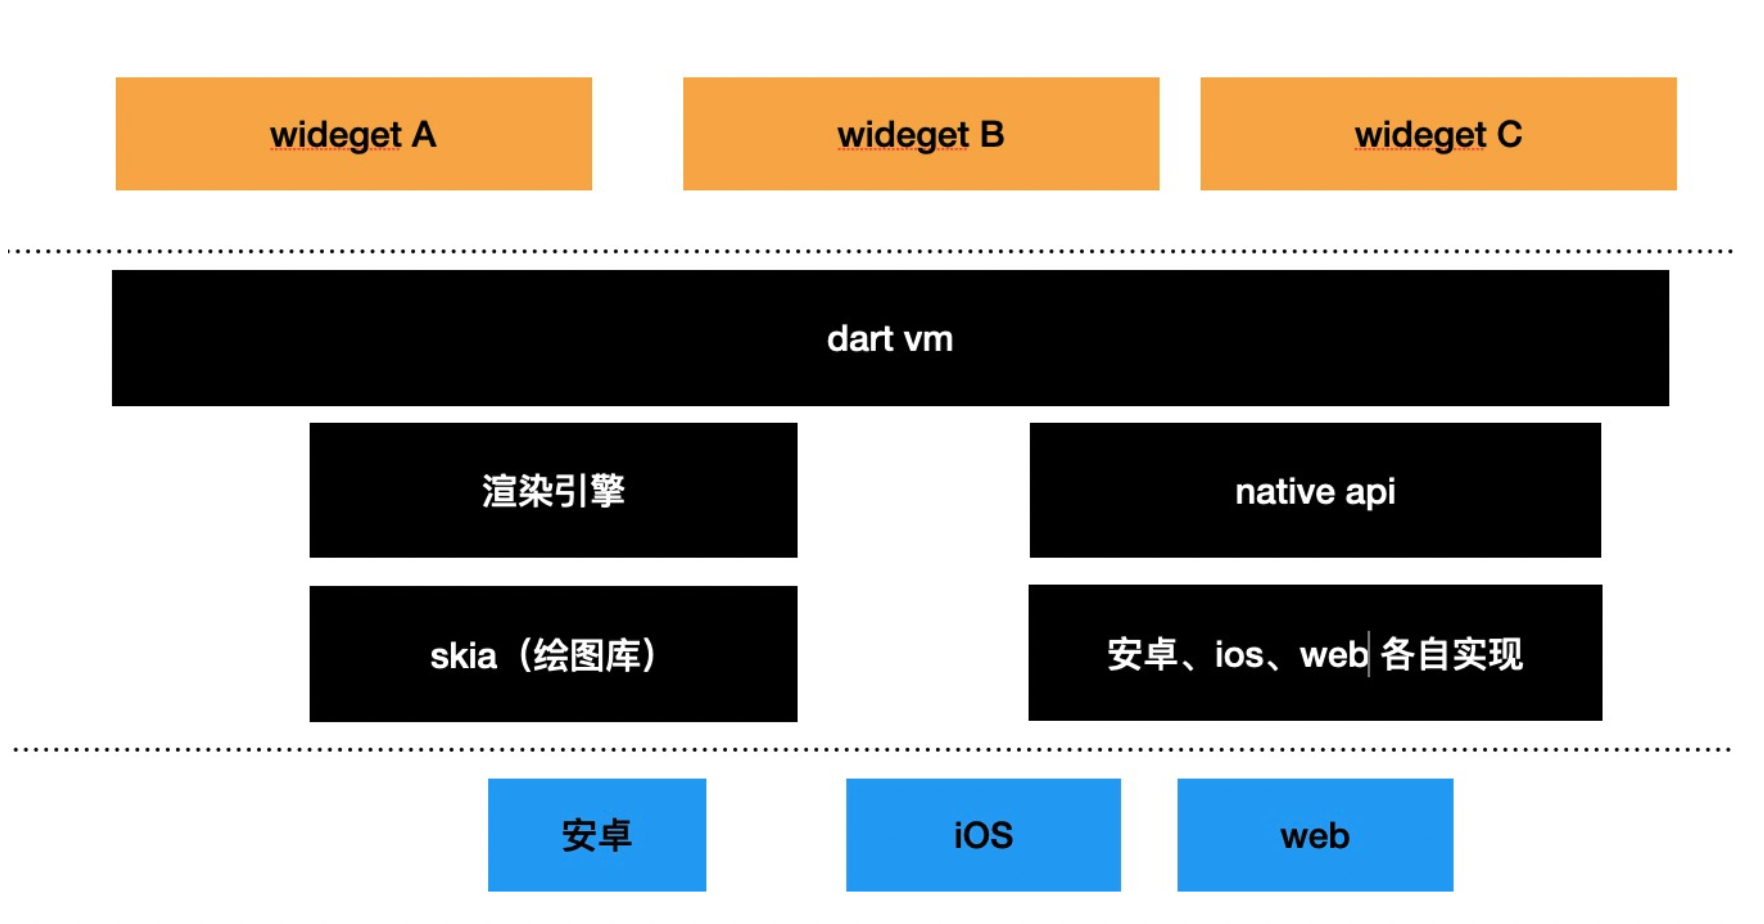 wideget A
wideget B
wideget C
dart vm
渲染引擎
native api
skia（绘图库）
安卓、ios、web 各自实现
安卓
iOS
web